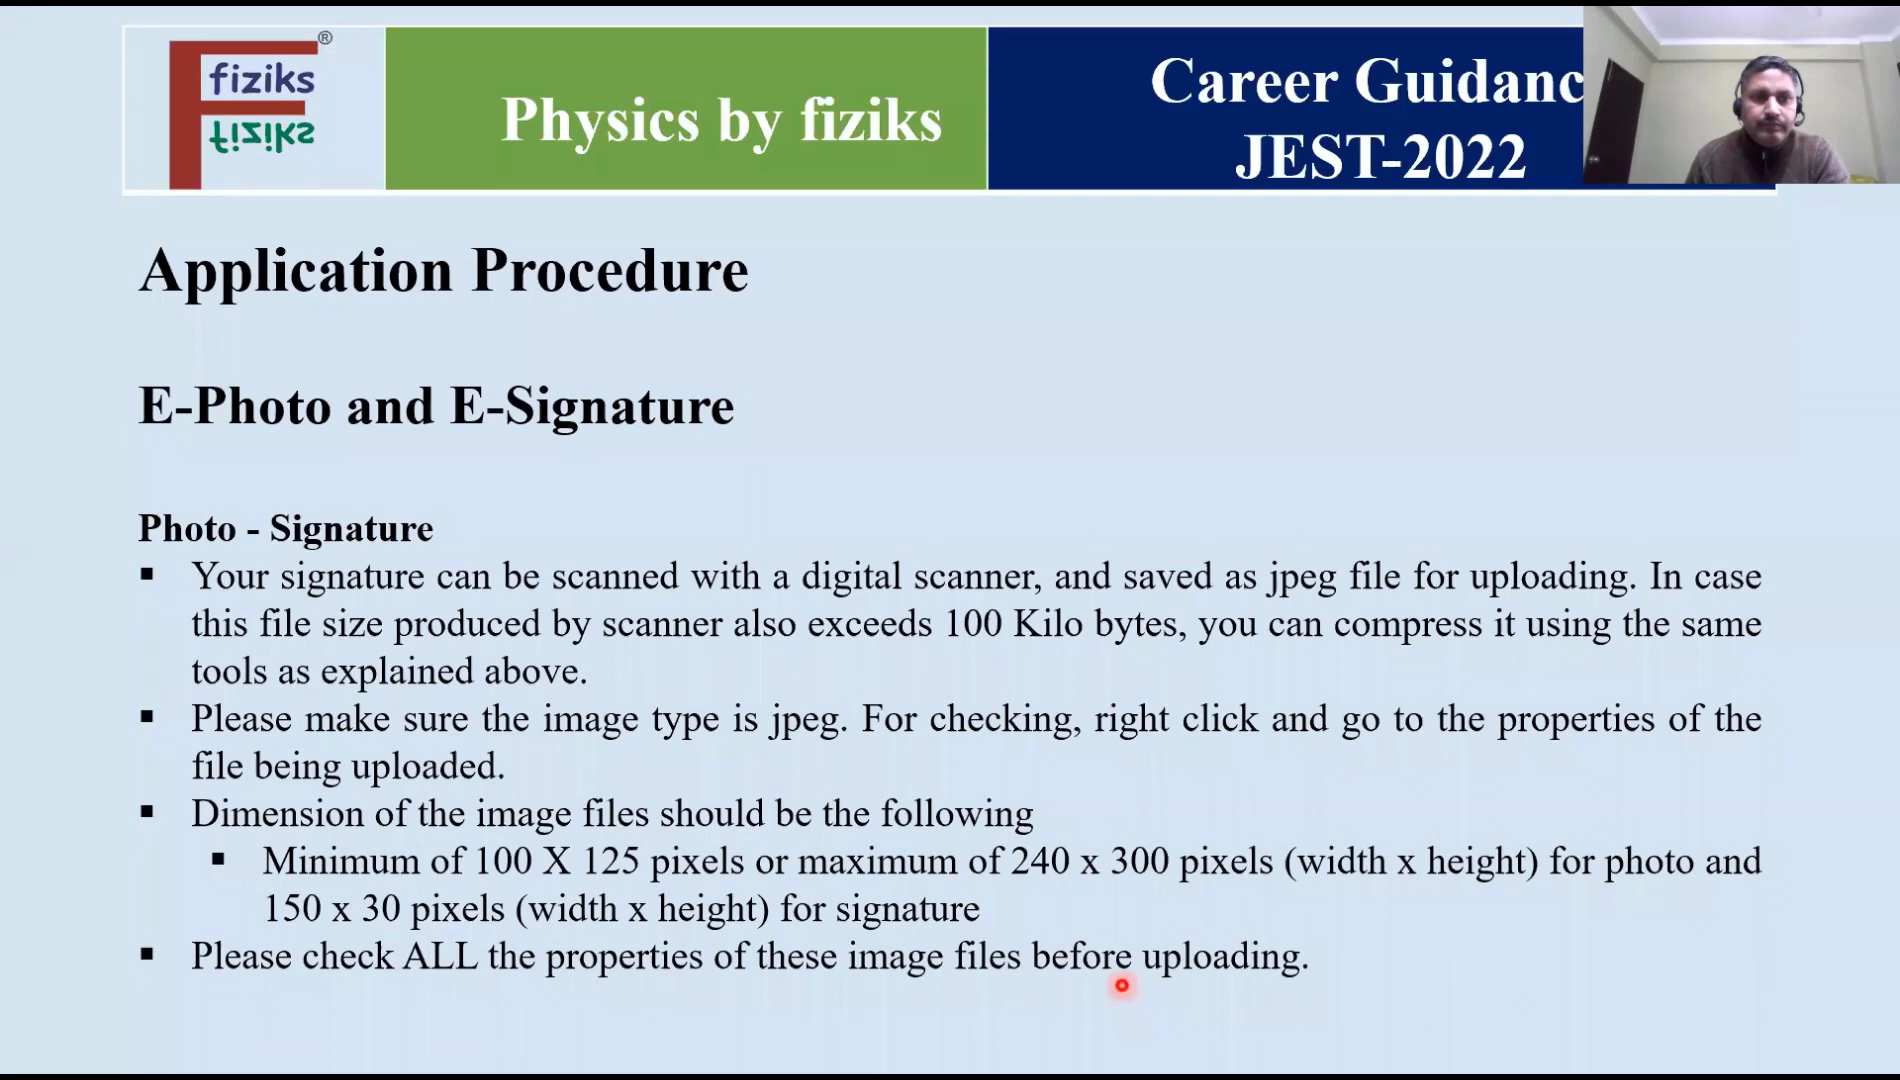 ®
fiziks
fiziks
Physics by fiziks
Career Guidanc
JEST-2022
Application Procedure
E-Photo and E-Signature
Photo - Signature
▪ Your signature can be scanned with a digital scanner, and saved as jpeg file for uploading. In case
this file size produced by scanner also exceeds 100 Kilo bytes, you can compress it using the same
tools as explained above.
▪ Please make sure the image type is jpeg. For checking, right click and go to the properties of the
file being uploaded.
▪ Dimension of the image files should be the following
▪ Minimum of 100 X 125 pixels or maximum of 240 x 300 pixels (width x height) for photo and
150 x 30 pixels (width x height) for signature
▪ Please check ALL the properties of these image files before uploading.